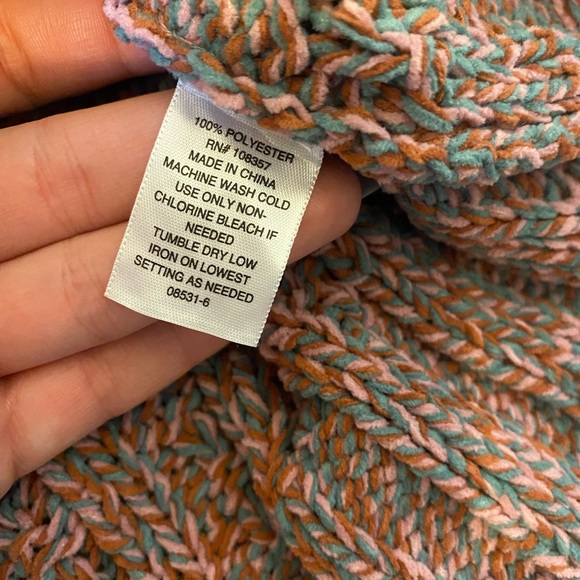 100% POLYESTER
RN# 108357
MADE IN CHINA
MACHINE WASH COLD
USE ONLY NON-
CHLORINE BLEACH IF
NEEDED
TUMBLE DRY LOW
IRON ON LOWEST
SETTING AS NEEDED
08531-6